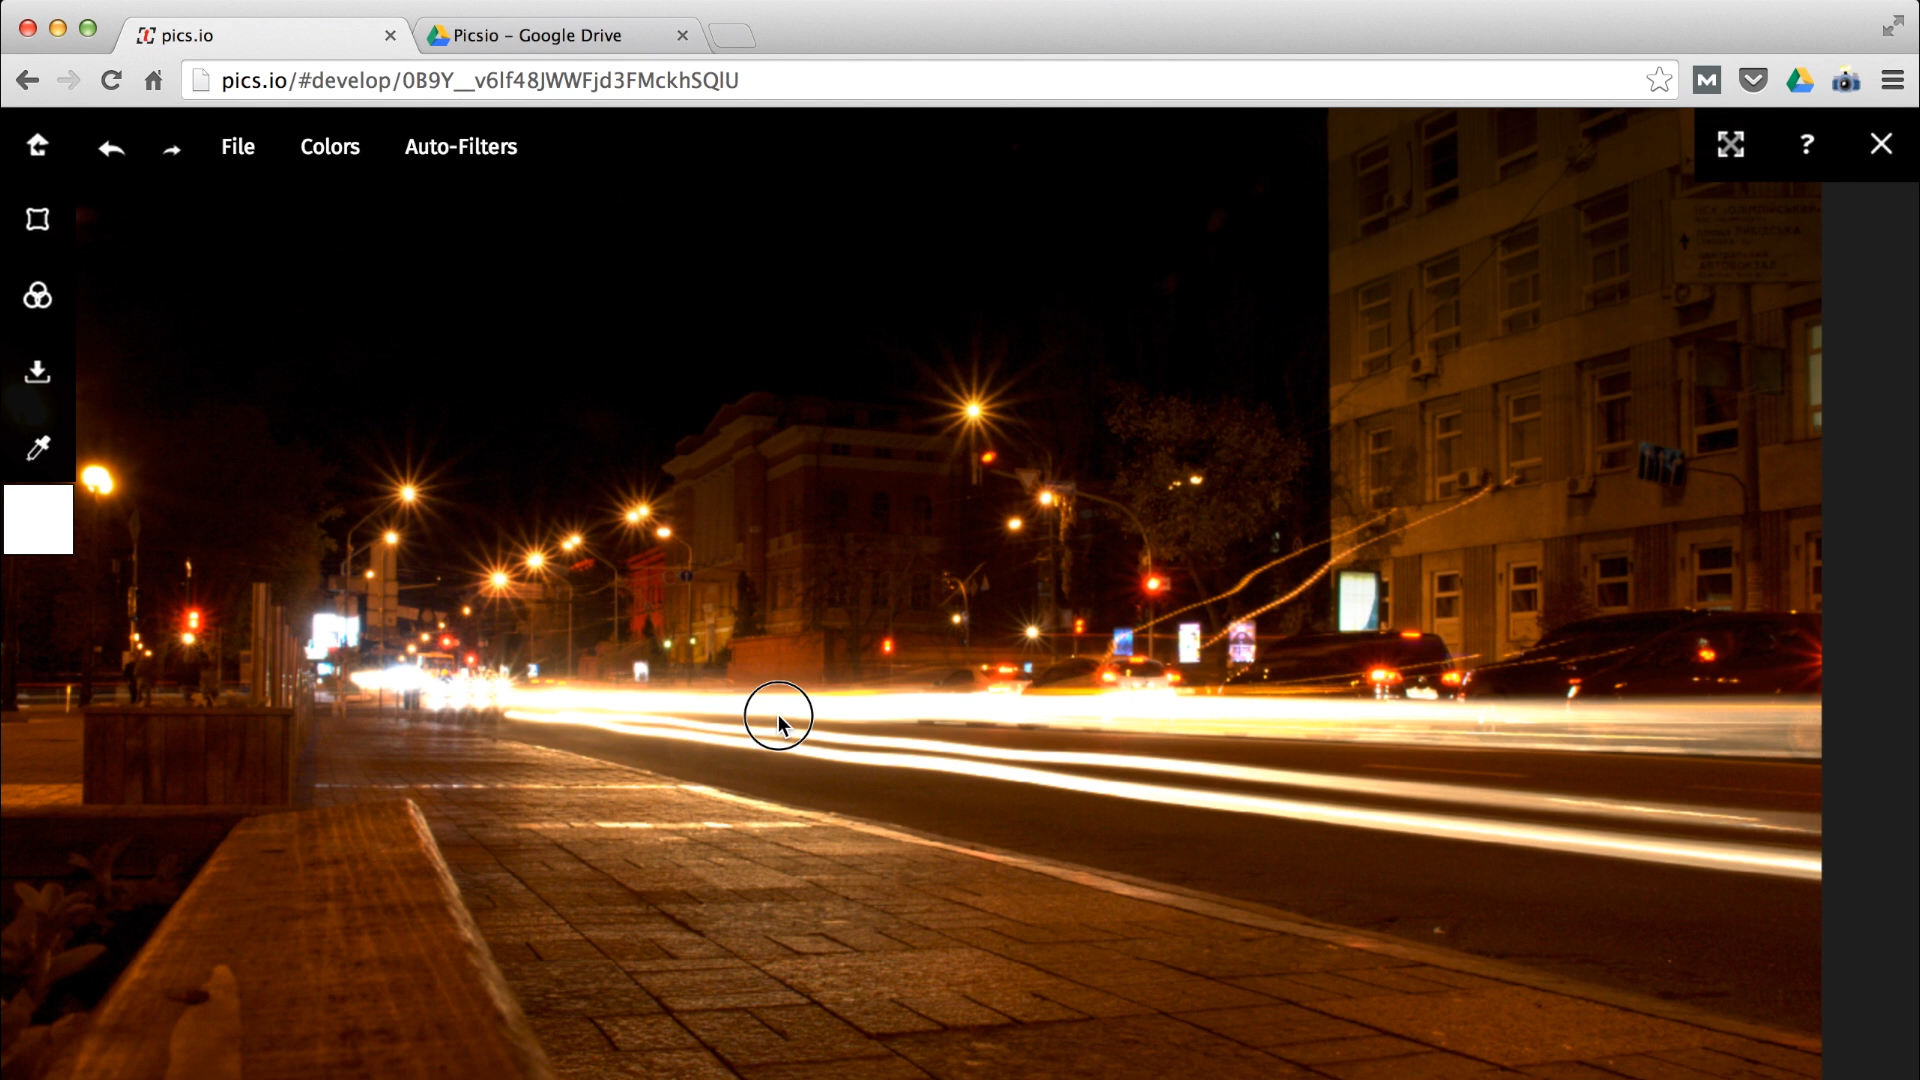 pics.io
Picsio – Google Drive
pics.io/#develop/0B9Y__v6lf48JWWFjd3FMckhSQlU
File
Colors
Auto-Filters
?